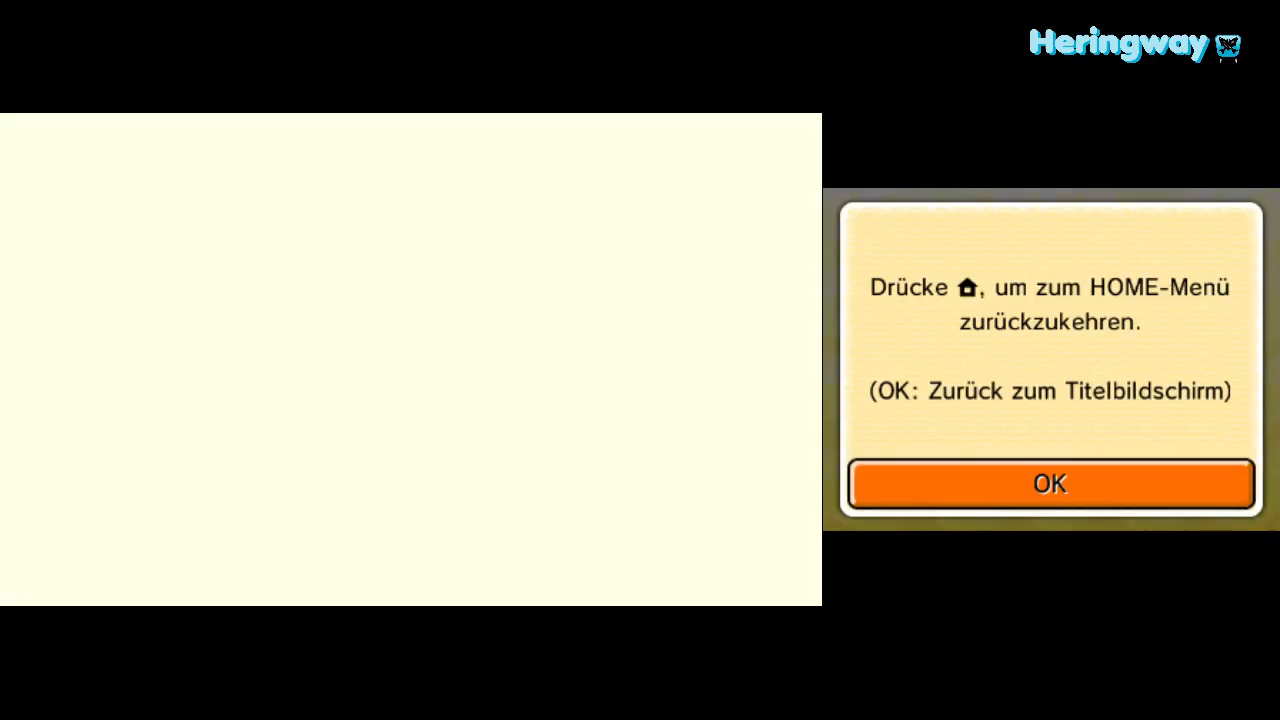 Heringway
Drücke , um zum HOME-Menü
zurückzukehren.
(OK: Zurück zum Titelbildschirm)
OK